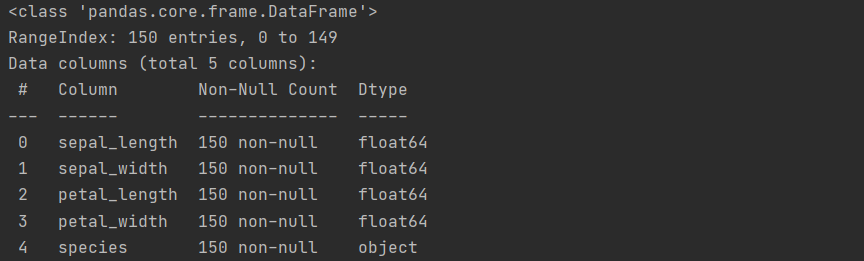 <class 'pandas.core.frame.DataFrame'>
RangeIndex: 150 entries, 0 to 149
Data columns (total 5 columns):
 #   Column        Non-Null Count  Dtype
---  ------        --------------  -----
 0   sepal_length  150 non-null    float64
 1   sepal_width   150 non-null    float64
 2   petal_length  150 non-null    float64
 3   petal_width   150 non-null    float64
 4   species       150 non-null    object